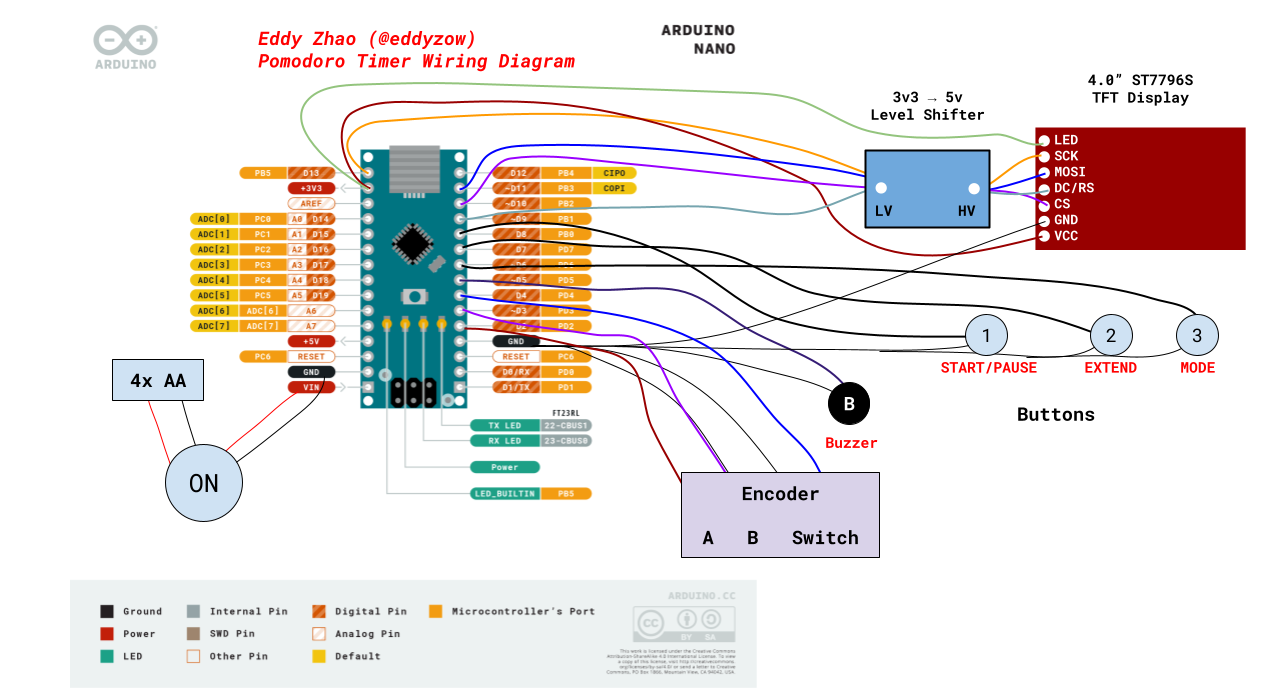 ARDUINO
Eddy Zhao (@eddyzow)
Pomodoro Timer Wiring Diagram
ARDUINO
NANO
3v3 → 5v
Level Shifter
4.0” ST7796S
TFT Display
LED
SCK
MOSI
DC/RS
CS
GND
VCC
LV HV
PB5 D13
+3V3
AREF
ADC[0] PC0 A0 D14
ADC[1] PC1 A1 D15
ADC[2] PC2 A2 D16
ADC[3] PC3 A3 D17
ADC[4] PC4 A4 D18
ADC[5] PC5 A5 D19
ADC[6] ADC[6] A6
ADC[7] ADC[7] A7
+5V
PC6 RESET
GND
VIN
D12 PB4 CIPO
~D11 PB3 COPI
~D10 PB2
~D9 PB1
D8 PB0
D7 PD7
PD5
D4 PD4
~D3
PD2
GND
RESET PC6
D0/RX PD0
D1/TX PD1
FT23RL
TX LED 22-CBUS1
RX LED 23-CBUS0
Power
LED_BUILTIN PB5
4x AA
ON
1
2
3
START/PAUSE
EXTEND
MODE
Buttons
B
Buzzer
Encoder
A B Switch
Ground
Power
LED
Internal Pin
SWD Pin
Other Pin
Digital Pin
Analog Pin
Default
Microcontroller's Port
ARDUINO.CC
CC
BY SA
This work is licensed under the Creative Commons
Attribution-ShareAlike 4.0 International License. To view
a copy of this license, visit http://creativecommons.
org/licenses/by-sa/4.0/ or send a letter to Creative
Commons, PO Box 1866, Mountain View, CA 94042, USA.